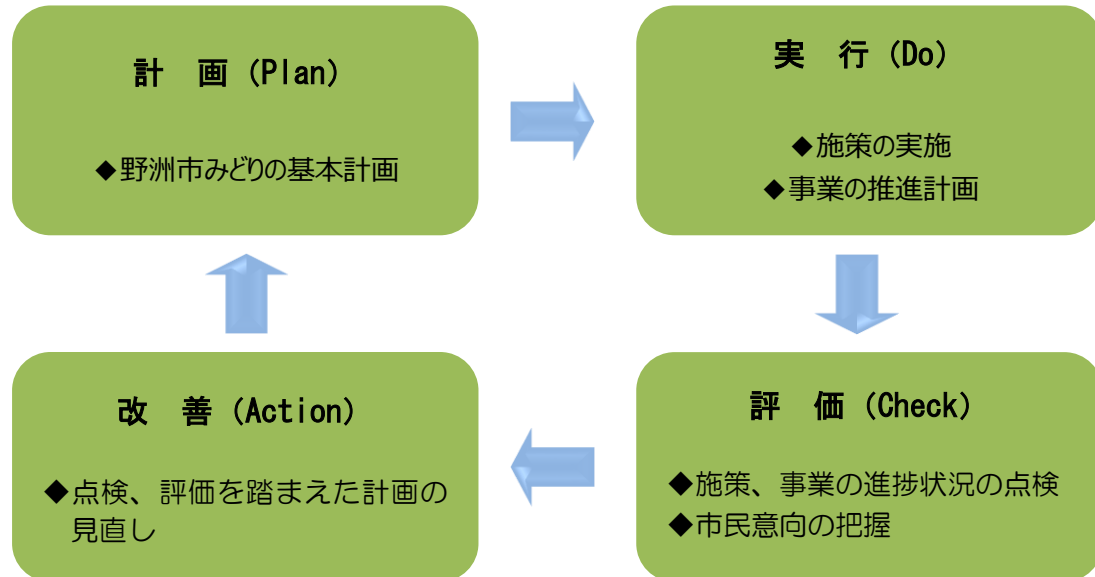 計　画 (Plan)
◆野洲市みどりの基本計画
実　行 (Do)
◆施策の実施
◆事業の推進計画
評　価 (Check)
◆施策、事業の進捗状況の点検
◆市民意向の把握
改　善 (Action)
◆点検、評価を踏まえた計画の
見直し